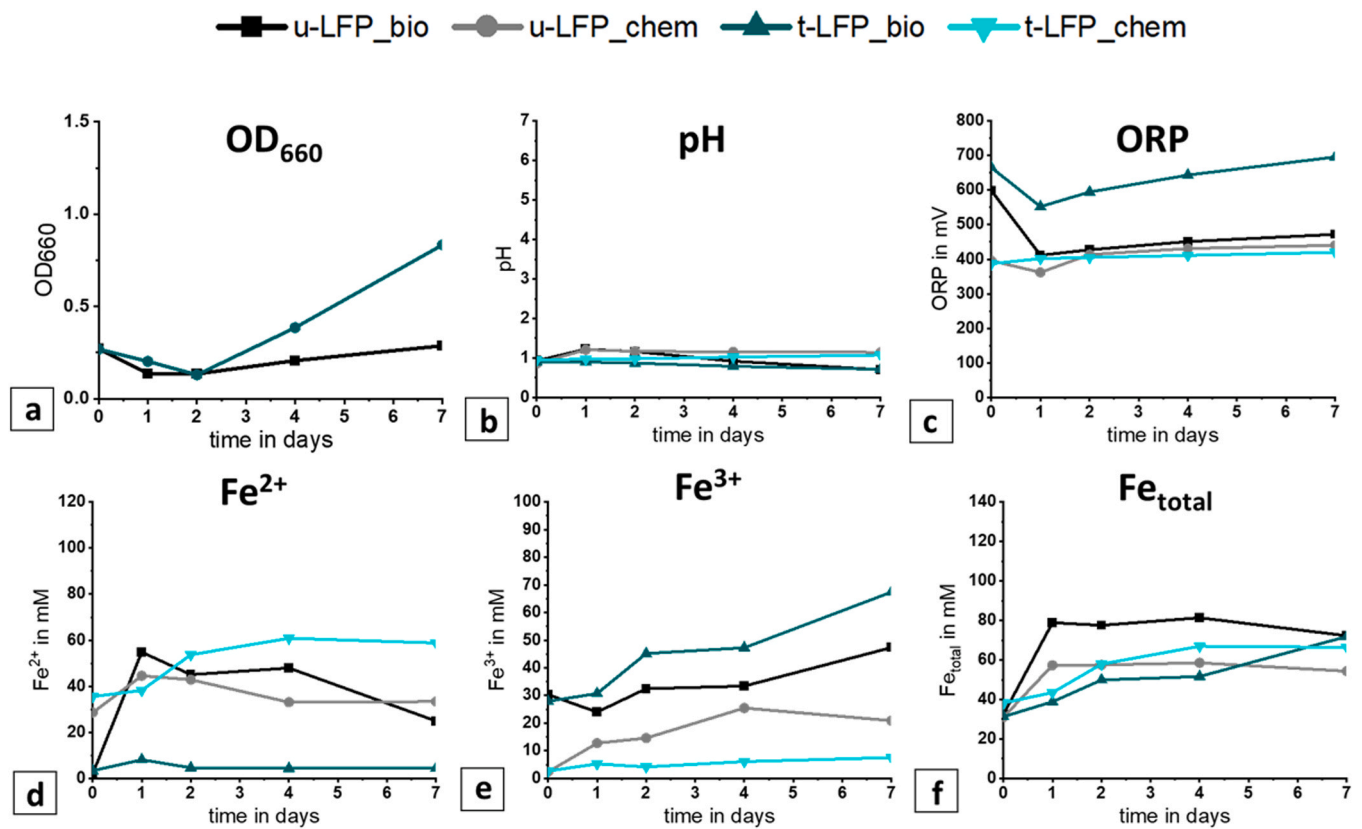 u-LFP_bio u-LFP_chem t-LFP_bio t-LFP_chem
OD660
1.5
1.0
0.5
0.0
OD660
0 1 2 3 4 5 6 7
time in days
a
pH
7
6
5
4
3
2
1
0
pH
0 1 2 3 4 5 6 7
time in days
b
ORP
800
700
600
500
400
300
200
100
0
ORP in mV
0 1 2 3 4 5 6 7
time in days
c
Fe2+
120
100
80
60
40
20
0
Fe2+ in mM
0 1 2 3 4 5 6 7
time in days
d
Fe3+
100
90
80
70
60
50
40
30
20
10
0
Fe3+ in mM
0 1 2 3 4 5 6 7
time in days
e
Fetotal
140
120
100
80
60
40
20
0
Fetotal in mM
0 1 2 3 4 5 6 7
time in days
f